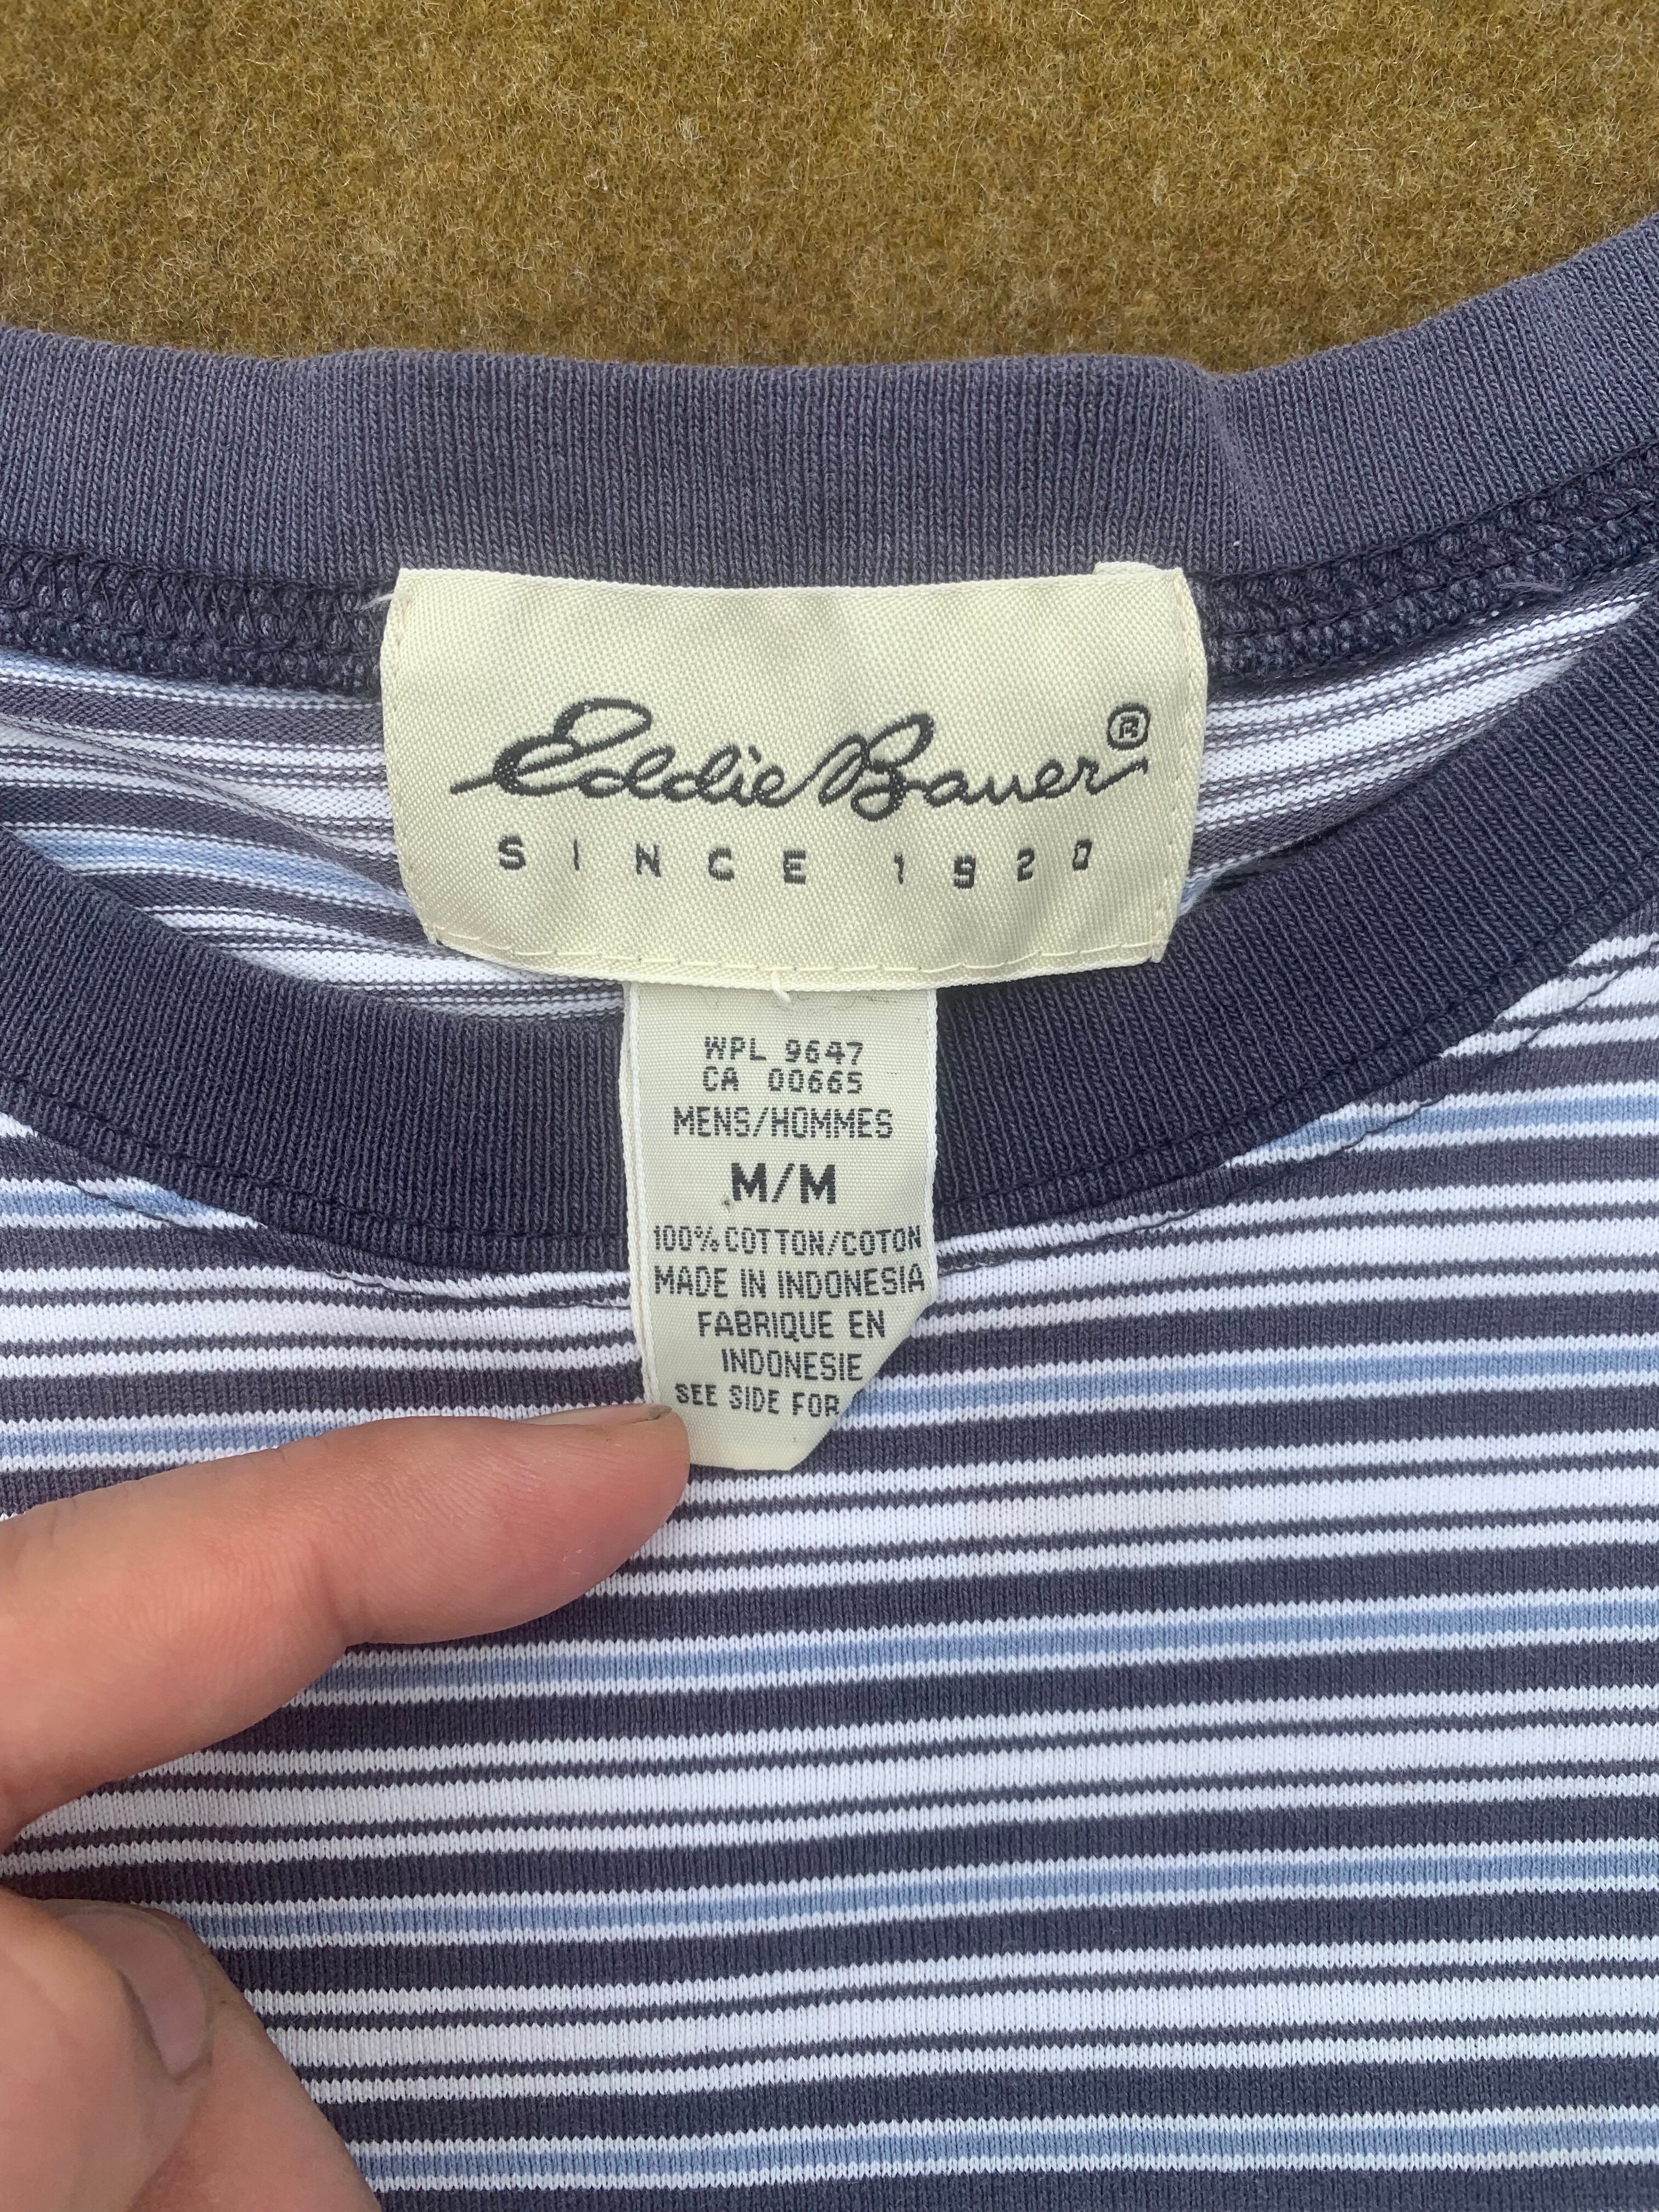 Eddie Bauer®
SINCE 1920
WPL 9647
CA 00665
MENS/HOMMES
M/M
100% COTTON/COTON
MADE IN INDONESIA
FABRIQUE EN
INDONESIE
SEE SIDE FOR